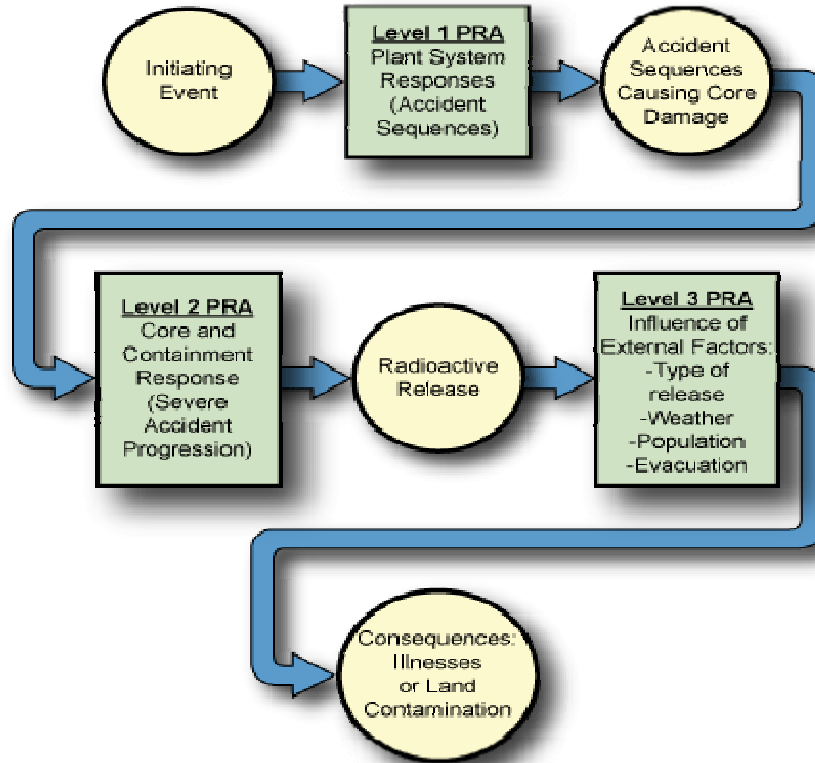 Initiating
Event
Level 1 PRA
Plant System
Responses
(Accident
Sequences)
Accident
Sequences
Causing Core
Damage
Level 2 PRA
Core and
Containment
Response
(Severe
Accident
Progression)
Radioactive
Release
Level 3 PRA
Influence of
External Factors:
-Type of
release
-Weather
-Population
-Evacuation
Consequences:
Illnesses
or Land
Contamination